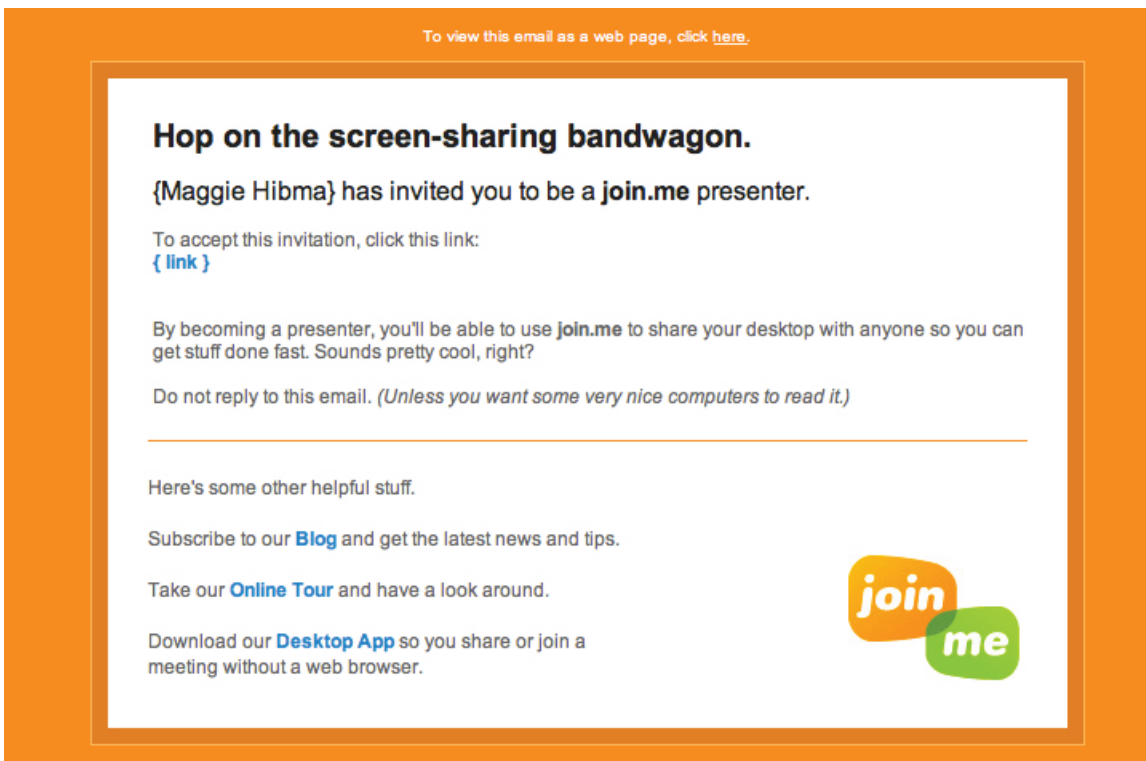 To view this email as a web page, click here.
Hop on the screen-sharing bandwagon.
{Maggie Hibma} has invited you to be a join.me presenter.
To accept this invitation, click this link:
{ link }
By becoming a presenter, you'll be able to use join.me to share your desktop with anyone so you can
get stuff done fast. Sounds pretty cool, right?
Do not reply to this email. (Unless you want some very nice computers to read it.)
Here's some other helpful stuff.
Subscribe to our Blog and get the latest news and tips.
Take our Online Tour and have a look around.
Download our Desktop App so you share or join a
meeting without a web browser.
join
me